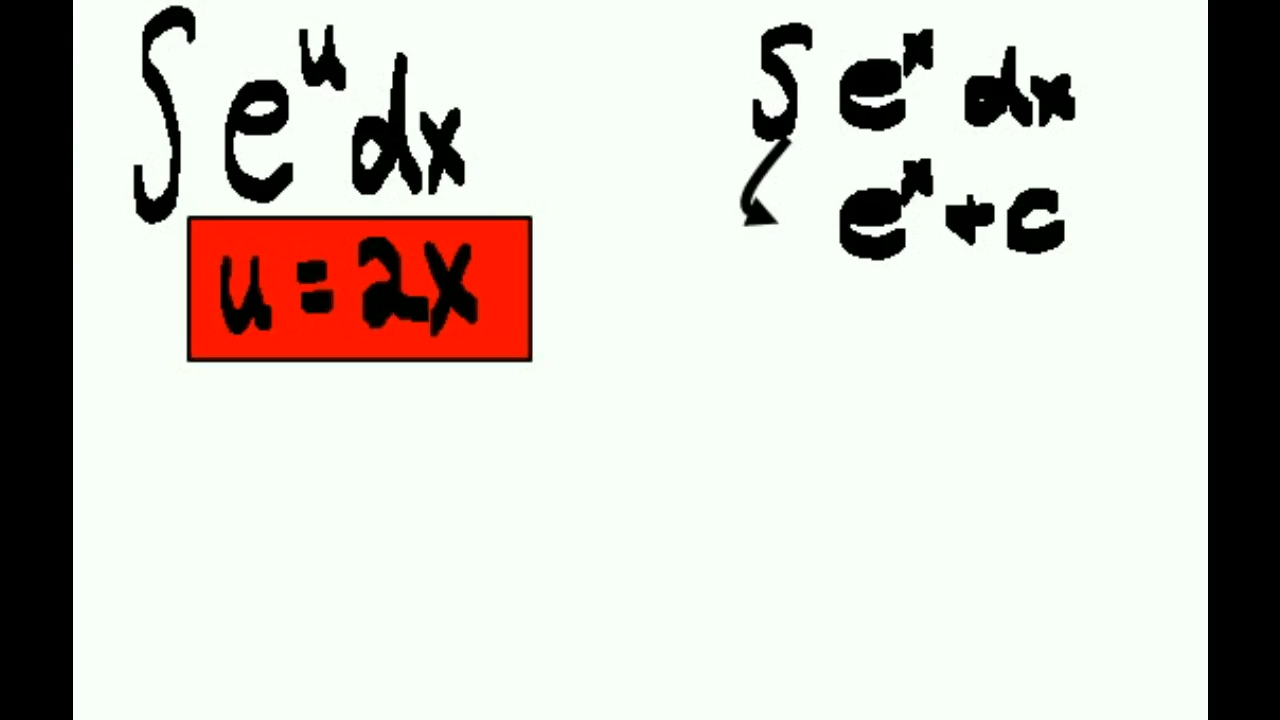 ∫ e^u dx
u = 2x
∫ e^x dx
e^x + c